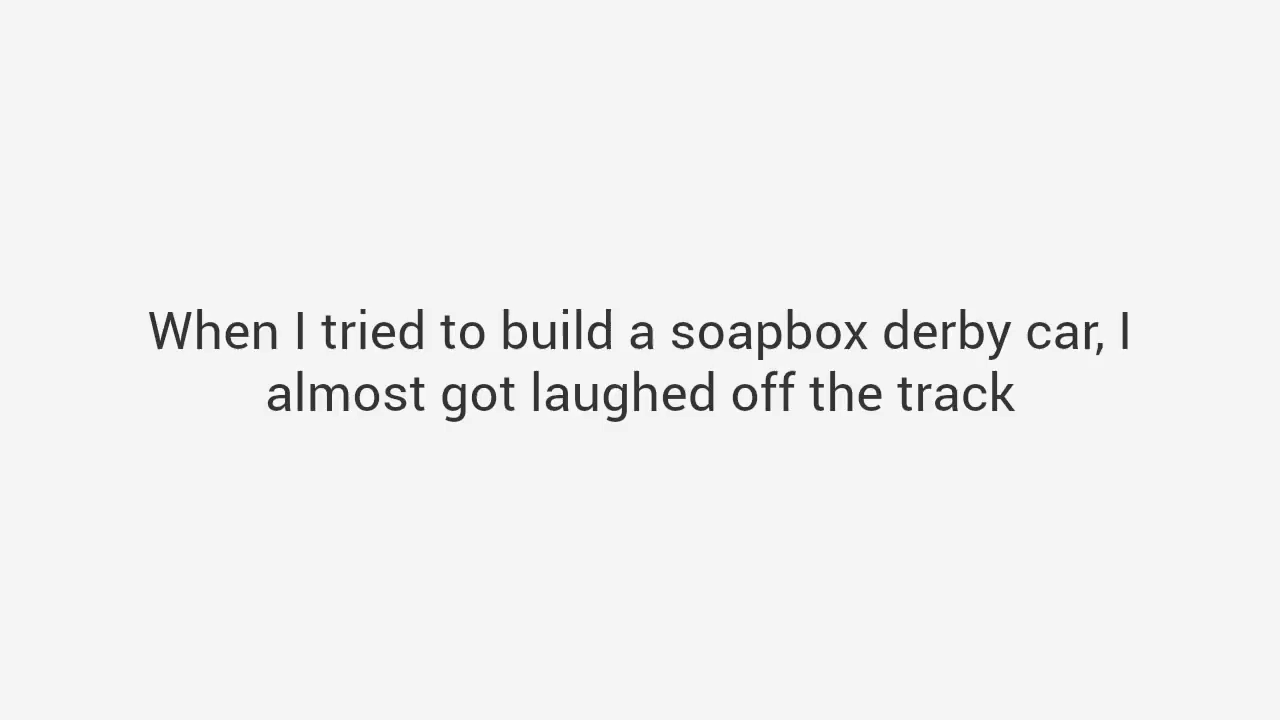 When I tried to build a soapbox derby car, I
almost got laughed off the track